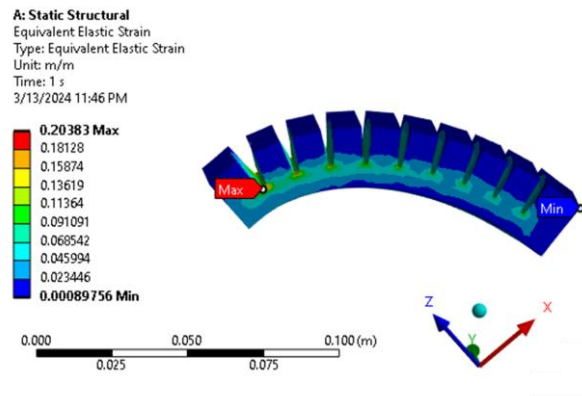 A: Static Structural
Equivalent Elastic Strain
Type: Equivalent Elastic Strain
Unit: m/m
Time: 1 s
3/13/2024 11:46 PM
0.20383 Max
0.18128
0.15874
0.13619
0.11364
0.091091
0.068542
0.045994
0.023446
0.00089756 Min
Max
Min
Z
X
Y
0.000
0.050
0.100 (m)
0.025
0.075